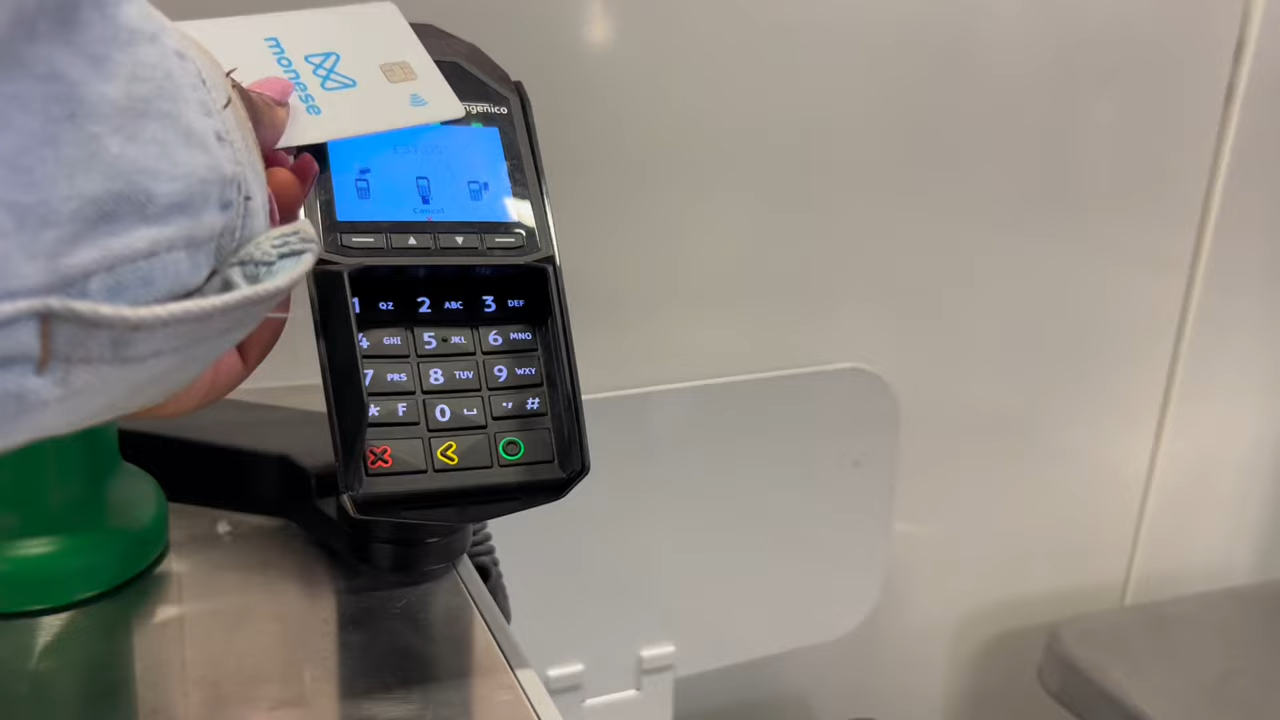 monese
ingenico
Cancel
1 QZ 2 ABC 3 DEF
4 GHI 5 JKL 6 MNO
7 PRS 8 TUV 9 WXY
* F 0 ., #